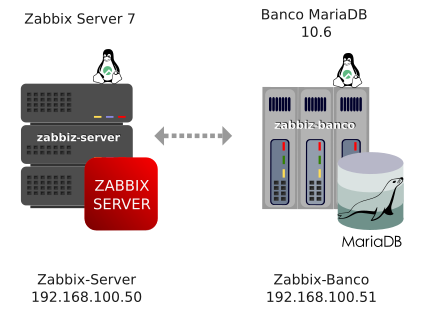 Zabbix Server 7
Banco MariaDB
10.6
zabbiz-server
zabbiz-banco
ZABBIX
SERVER
MariaDB
Zabbix-Server
192.168.100.50
Zabbix-Banco
192.168.100.51